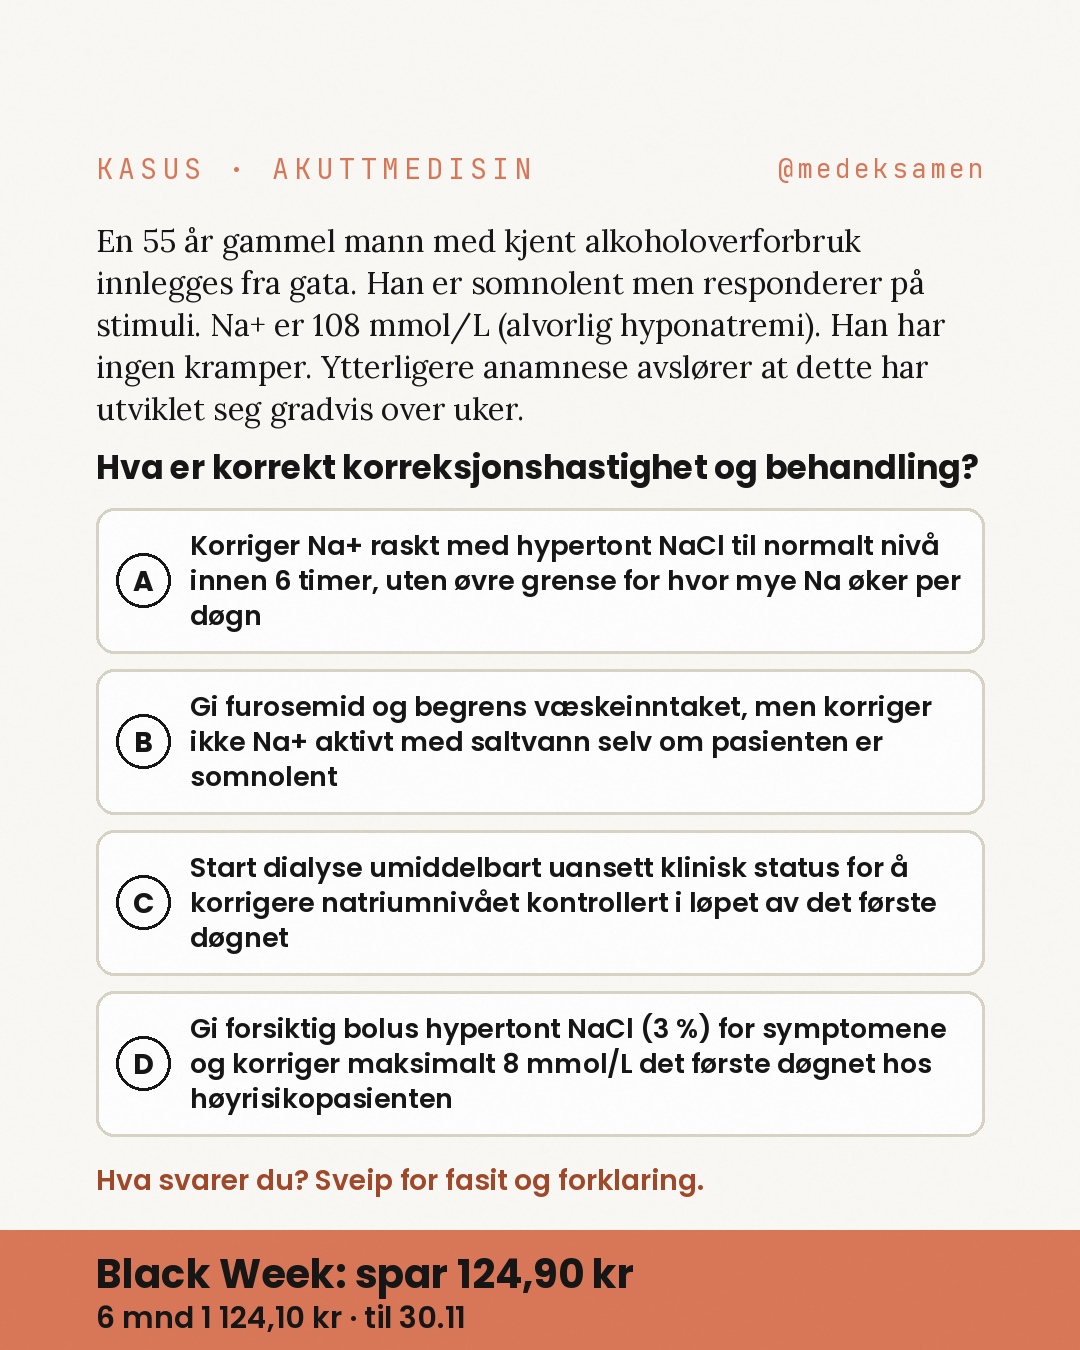 KASUS · AKUTTMEDISIN
@medeksamen
En 55 år gammel mann med kjent alkoholoverforbruk
innlegges fra gata. Han er somnolent men responderer på
stimuli. Na+ er 108 mmol/L (alvorlig hyponatremi). Han har
ingen kramper. Ytterligere anamnese avslører at dette har
utviklet seg gradvis over uker.
Hva er korrekt korreksjonshastighet og behandling?
A
Korriger Na+ raskt med hypertont NaCl til normalt nivå
innen 6 timer, uten øvre grense for hvor mye Na øker per
døgn
B
Gi furosemid og begrens væskeinntaket, men korriger
ikke Na+ aktivt med saltvann selv om pasienten er
somnolent
C
Start dialyse umiddelbart uansett klinisk status for å
korrigere natriumnivået kontrollert i løpet av det første
døgnet
D
Gi forsiktig bolus hypertont NaCl (3 %) for symptomene
og korriger maksimalt 8 mmol/L det første døgnet hos
høyrisikopasienten
Hva svarer du? Sveip for fasit og forklaring.
Black Week: spar 124,90 kr
6 mnd 1 124,10 kr · til 30.11